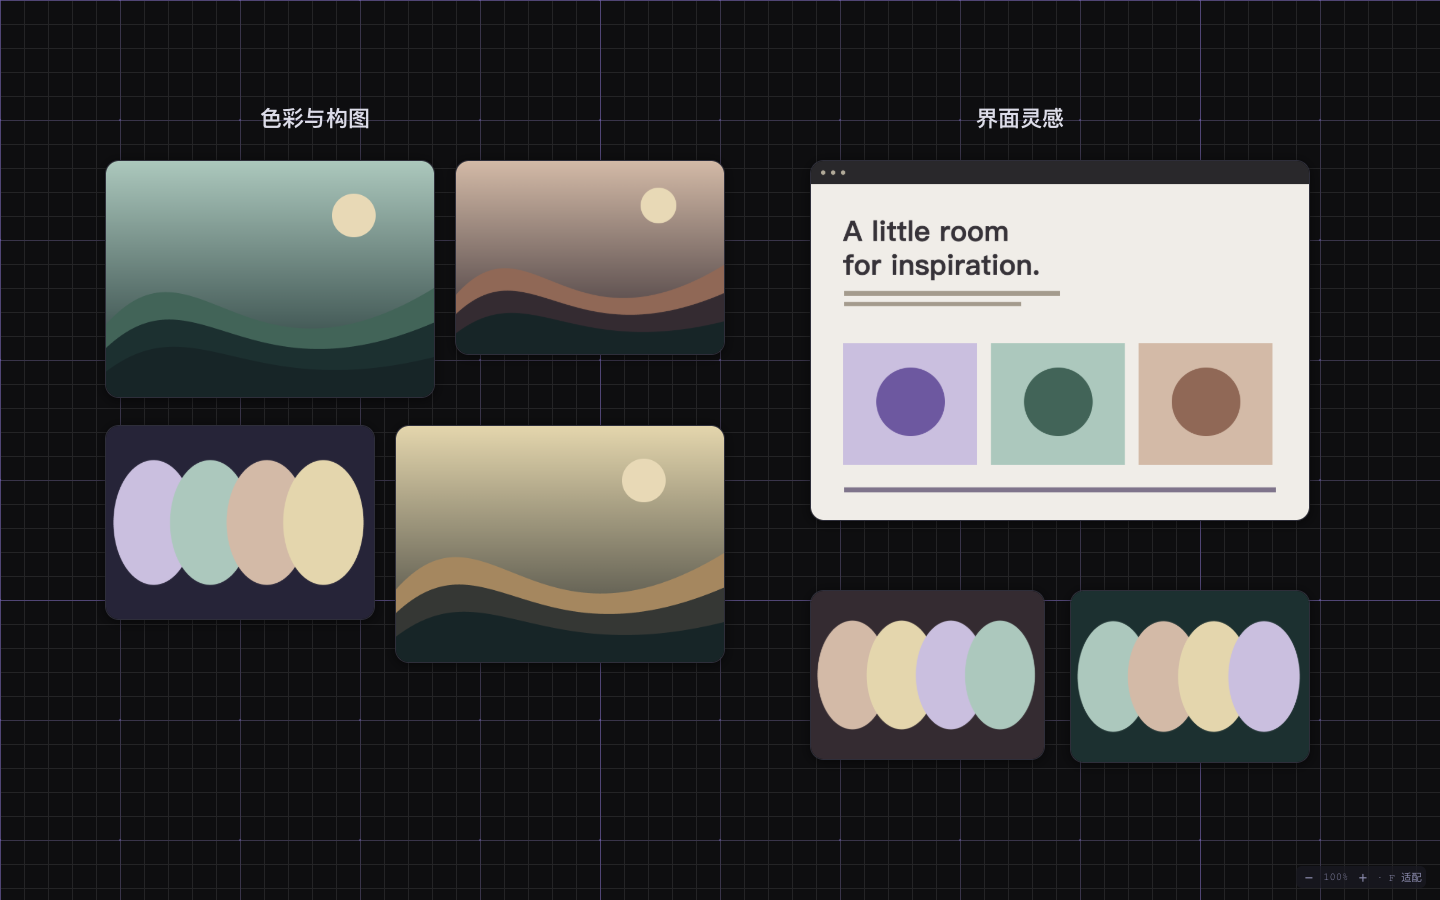 色彩与构图
界面灵感
A little room
for inspiration.
− 100% + · F 适配